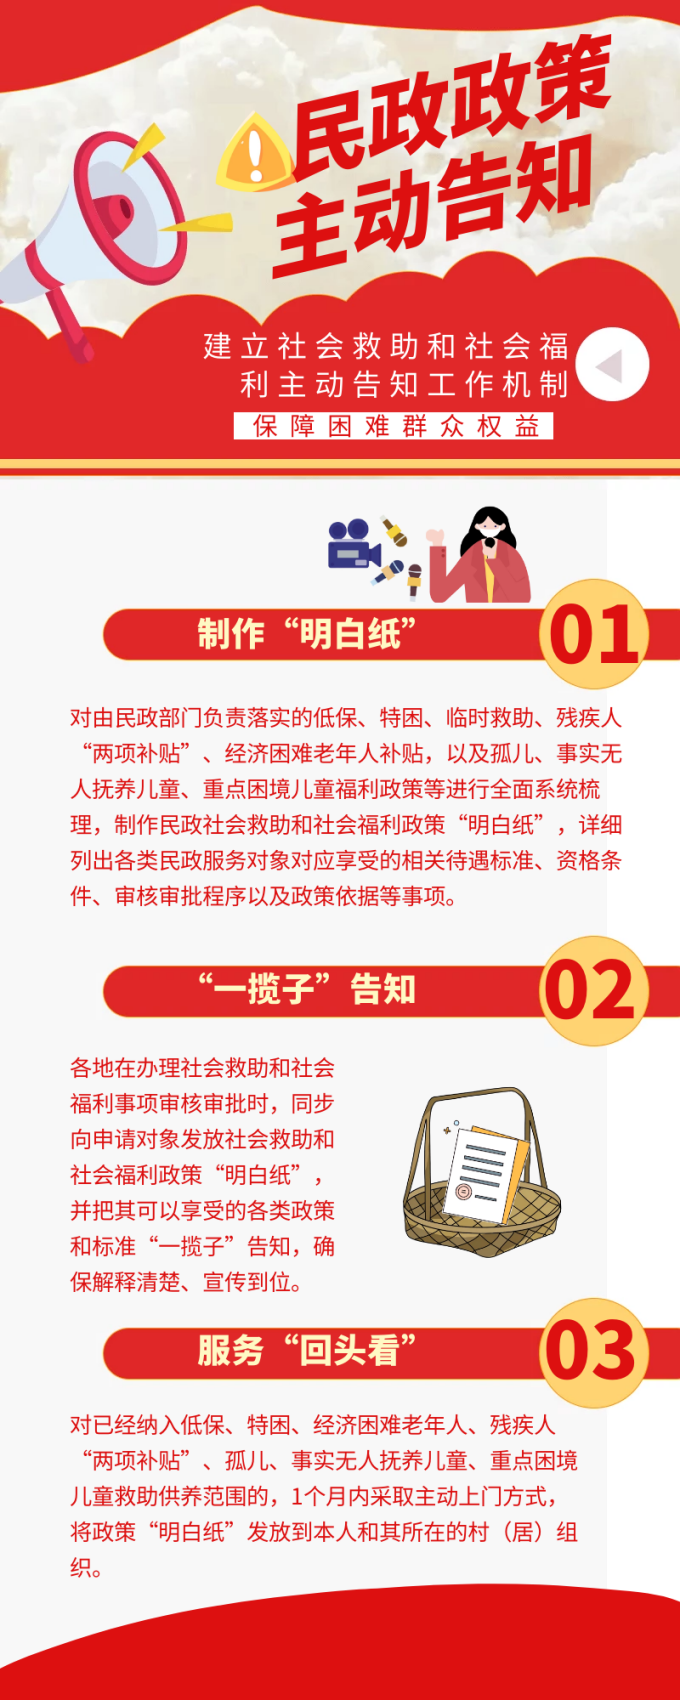 民政政策
主动告知
建立社会救助和社会福
利主动告知工作机制
保障困难群众权益
制作“明白纸”
01
对由民政部门负责落实的低保、特困、临时救助、残疾人
“两项补贴”、经济困难老年人补贴，以及孤儿、事实无
人抚养儿童、重点困境儿童福利政策等进行全面系统梳
理，制作民政社会救助和社会福利政策“明白纸”，详细
列出各类民政服务对象对应享受的相关待遇标准、资格条
件、审核审批程序以及政策依据等事项。
“一揽子”告知
02
各地在办理社会救助和社会
福利事项审核审批时，同步
向申请对象发放社会救助和
社会福利政策“明白纸”，
并把其可以享受的各类政策
和标准“一揽子”告知，确
保解释清楚、宣传到位。
服务“回头看”
03
对已经纳入低保、特困、经济困难老年人、残疾人
“两项补贴”、孤儿、事实无人抚养儿童、重点困境
儿童救助供养范围的，1个月内采取主动上门方式，
将政策“明白纸”发放到本人和其所在的村（居）组
织。